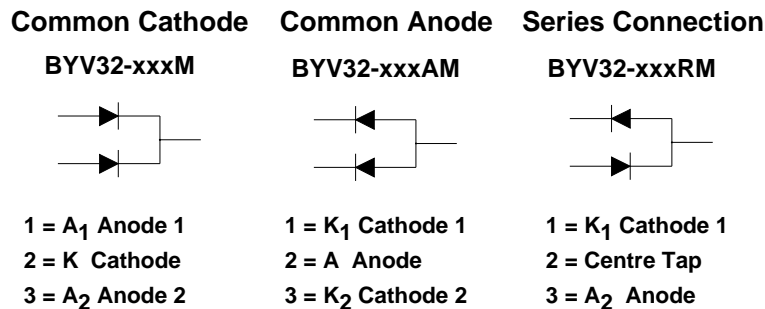 Common Cathode Common Anode Series Connection
BYV32-xxxM BYV32-xxxAM BYV32-xxxRM
1 = A1 Anode 1 1 = K1 Cathode 1 1 = K1 Cathode 1
2 = K Cathode 2 = A Anode 2 = Centre Tap
3 = A2 Anode 2 3 = K2 Cathode 2 3 = A2 Anode